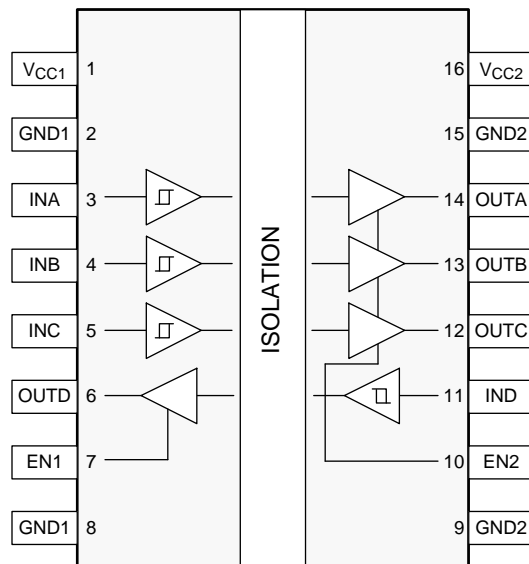 VCC1 1 16 VCC2
GND1 2 15 GND2
INA 3 14 OUTA
INB 4 13 OUTB
INC 5 12 OUTC
OUTD 6 11 IND
EN1 7 10 EN2
GND1 8 9 GND2
ISOLATION